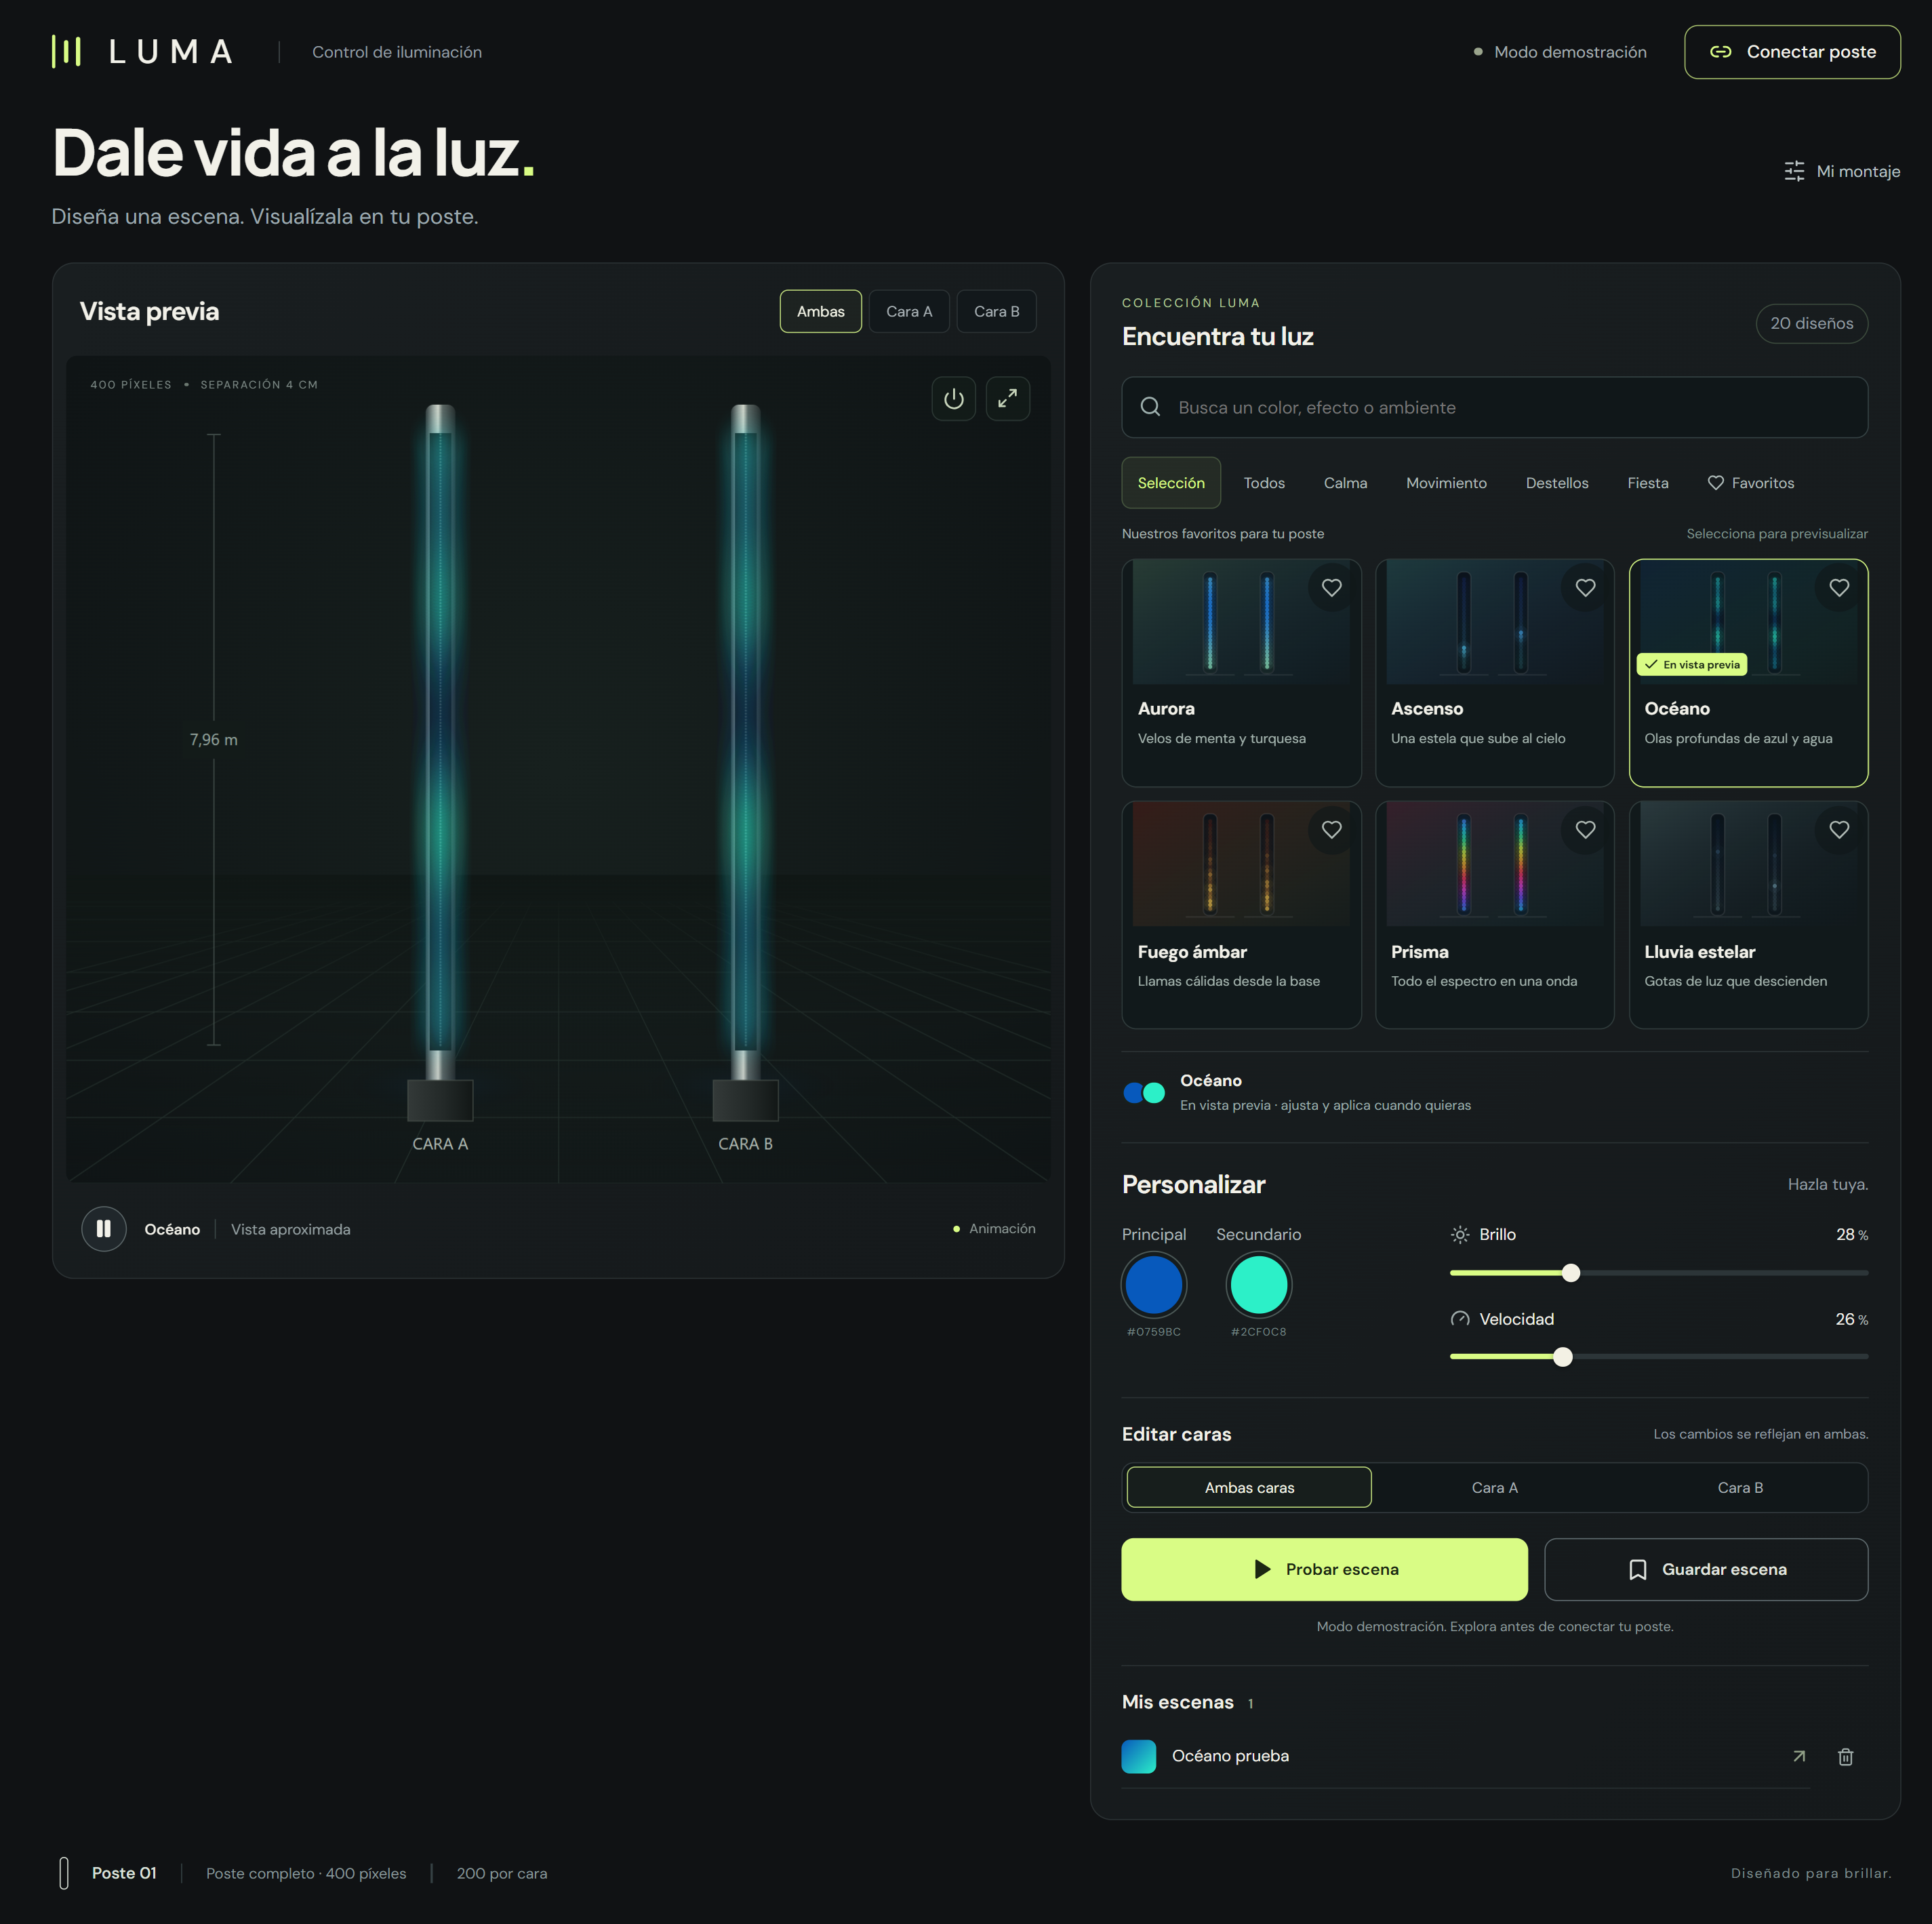 LUMA
Control de iluminación
Modo demostración
Conectar poste
Dale vida a la luz.
Mi montaje
Diseña una escena. Visualízala en tu poste.
Vista previa
Ambas
Cara A
Cara B
400 PÍXELES • SEPARACIÓN 4 CM
7,96 m
CARA A
CARA B
Océano
Vista aproximada
Animación
COLECCIÓN LUMA
Encuentra tu luz
20 diseños
Busca un color, efecto o ambiente
Selección
Todos
Calma
Movimiento
Destellos
Fiesta
Favoritos
Nuestros favoritos para tu poste
Selecciona para previsualizar
Aurora
Velos de menta y turquesa
Ascenso
Una estela que sube al cielo
En vista previa
Océano
Olas profundas de azul y agua
Fuego ámbar
Llamas cálidas desde la base
Prisma
Todo el espectro en una onda
Lluvia estelar
Gotas de luz que descienden
Océano
En vista previa · ajusta y aplica cuando quieras
Personalizar
Hazla tuya.
Principal
Secundario
#0759BC
#2CF0C8
Brillo
28 %
Velocidad
26 %
Editar caras
Los cambios se reflejan en ambas.
Ambas caras
Cara A
Cara B
Probar escena
Guardar escena
Modo demostración. Explora antes de conectar tu poste.
Mis escenas 1
Océano prueba
Poste 01
Poste completo · 400 píxeles
200 por cara
Diseñado para brillar.